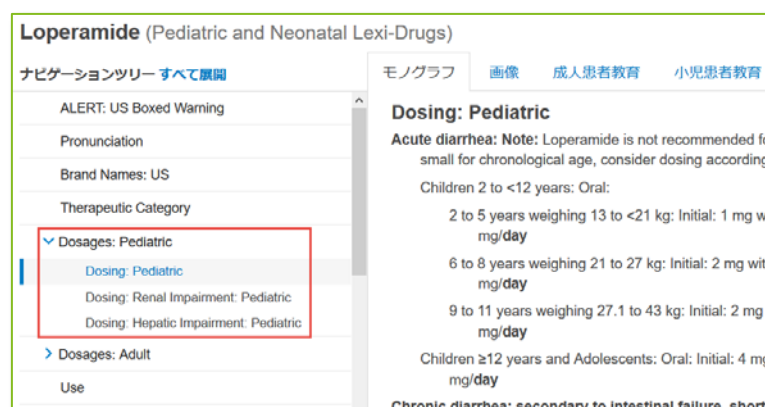 Loperamide (Pediatric and Neonatal Lexi-Drugs)
ナビゲーションツリー すべて展開
ALERT: US Boxed Warning
Pronunciation
Brand Names: US
Therapeutic Category
Dosages: Pediatric
Dosing: Pediatric
Dosing: Renal Impairment: Pediatric
Dosing: Hepatic Impairment: Pediatric
Dosages: Adult
Use
モノグラフ 画像 成人患者教育 小児患者教育
Dosing: Pediatric
Acute diarrhea: Note: Loperamide is not recommended
small for chronological age, consider dosing
Children 2 to <12 years: Oral:
2 to 5 years weighing 13 to <21 kg: Initial: 1 mg
mg/day
6 to 8 years weighing 21 to 27 kg: Initial: 2 mg
mg/day
9 to 11 years weighing 27.1 to 43 kg: Initial: 2 mg
mg/day
Children ≥12 years and Adolescents: Oral: Initial: 4
mg/day
Chronic diarrhea: secondary to intestinal failure, short